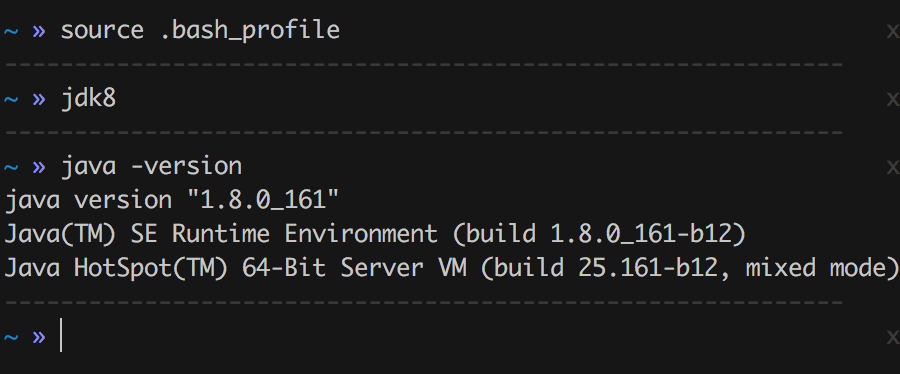 ~ » source .bash_profile x
--------------------------------------------------------------
~ » jdk8 x
--------------------------------------------------------------
~ » java -version x
java version "1.8.0_161"
Java(TM) SE Runtime Environment (build 1.8.0_161-b12)
Java HotSpot(TM) 64-Bit Server VM (build 25.161-b12, mixed mode)
--------------------------------------------------------------
~ » x